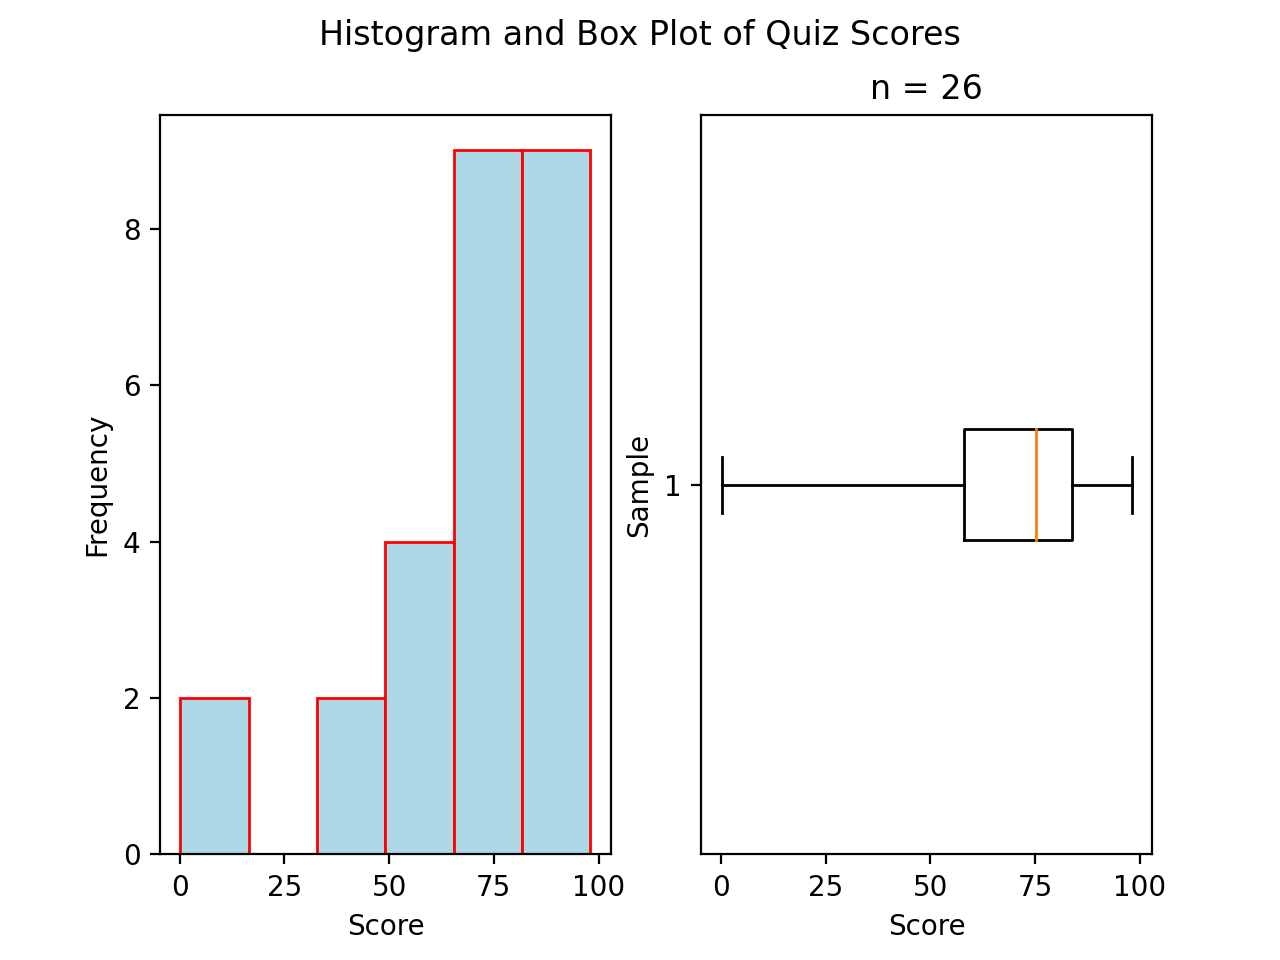 Histogram and Box Plot of Quiz Scores
8
6
4
2
0
Frequency
0 25 50 75 100
Score
n = 26
Sample
1
0 25 50 75 100
Score